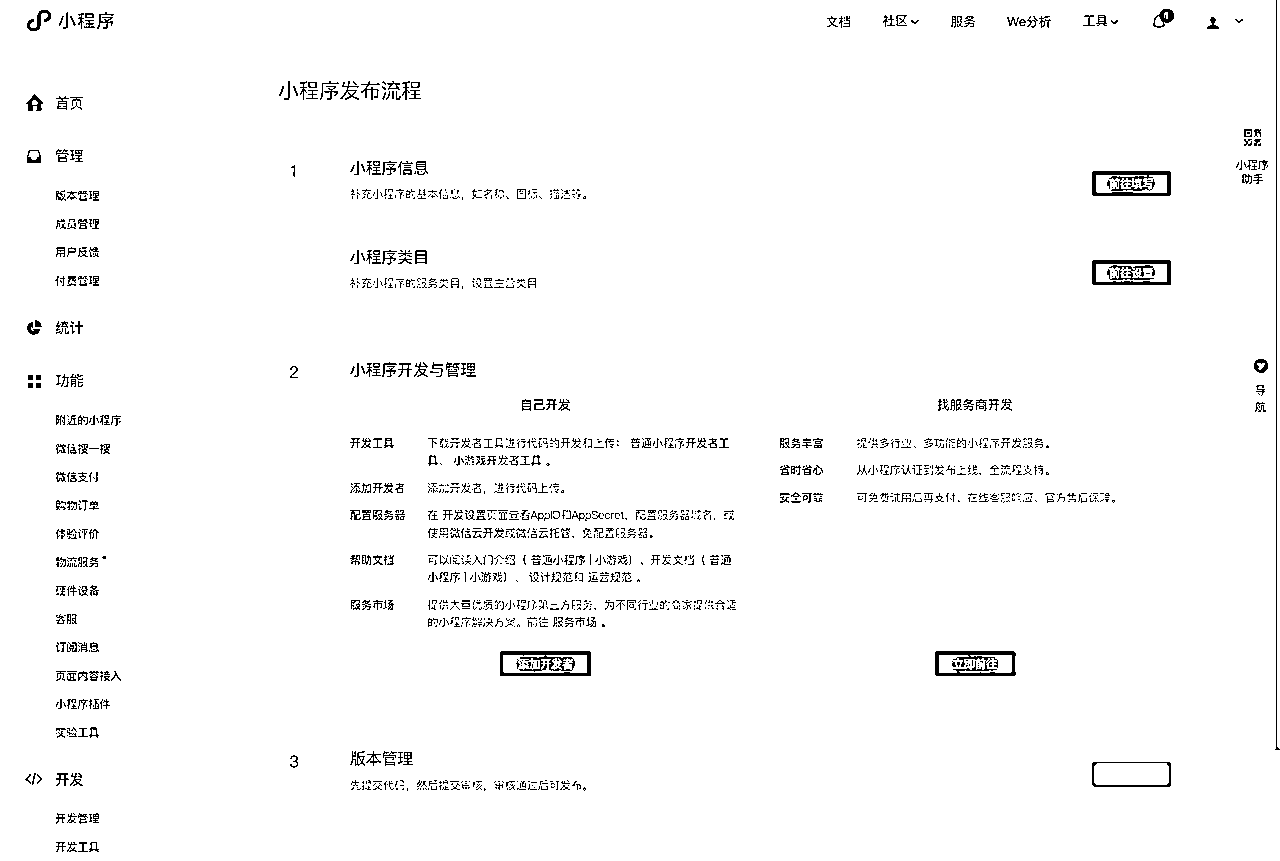 小程序
文档 社区 服务 We分析 工具
首页
管理
版本管理
成员管理
用户反馈
付费管理
统计
功能
附近的小程序
微信搜一搜
微信支付
购物订单
体验评价
物流服务
硬件设备
客服
订阅消息
页面内容接入
小程序插件
实验工具
开发
开发管理
开发工具
小程序发布流程
1
小程序信息
补充小程序的基本信息，如名称、图标、描述等。
前往填写
小程序类目
补充小程序的服务类目，设置主营类目
前往设置
2
小程序开发与管理
自己开发
开发工具 下载开发者工具进行代码的开发和上传： 普通小程序开发者工
具、 小游戏开发者工具 。
添加开发者 添加开发者，进行代码上传。
配置服务器 在 开发设置页面查看AppID和AppSecret、配置服务器域名，或
使用微信云开发或微信云托管、免配置服务器。
帮助文档 可以阅读入门介绍（ 普通小程序 | 小游戏）、开发文档（ 普通
小程序 | 小游戏）、 设计规范和 运营规范 。
服务市场 提供大量优质的小程序第三方服务，为不同行业的商家提供合适
的小程序解决方案。前往 服务市场 。
添加开发者
找服务商开发
服务丰富 提供多行业、多功能的小程序开发服务。
省时省心 从小程序认证到发布上线，全流程支持。
安全可靠 可免费试用后再支付、在线客服响应、官方售后保障。
立即前往
3
版本管理
先提交代码，然后提交审核，审核通过后可发布。
小程序
助手
导
航